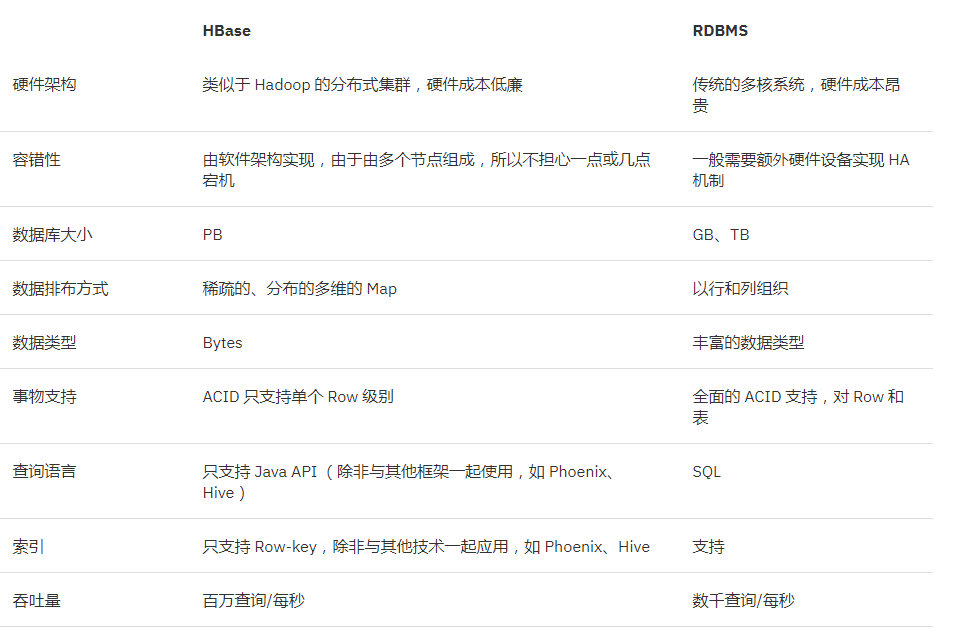 HBase RDBMS
硬件架构 类似于 Hadoop 的分布式集群，硬件成本低廉 传统的多核系统，硬件成本昂
贵
容错性 由软件架构实现，由于由多个节点组成，所以不担心一点或几点 一般需要额外硬件设备实现 HA
宕机 机制
数据库大小 PB GB、TB
数据排布方式 稀疏的、分布的多维的 Map 以行和列组织
数据类型 Bytes 丰富的数据类型
事物支持 ACID 只支持单个 Row 级别 全面的 ACID 支持，对 Row 和
表
查询语言 只支持 Java API（除非与其他框架一起使用，如 Phoenix、 SQL
Hive）
索引 只支持 Row-key，除非与其他技术一起应用，如 Phoenix、Hive 支持
吞吐量 百万查询/每秒 数千查询/每秒